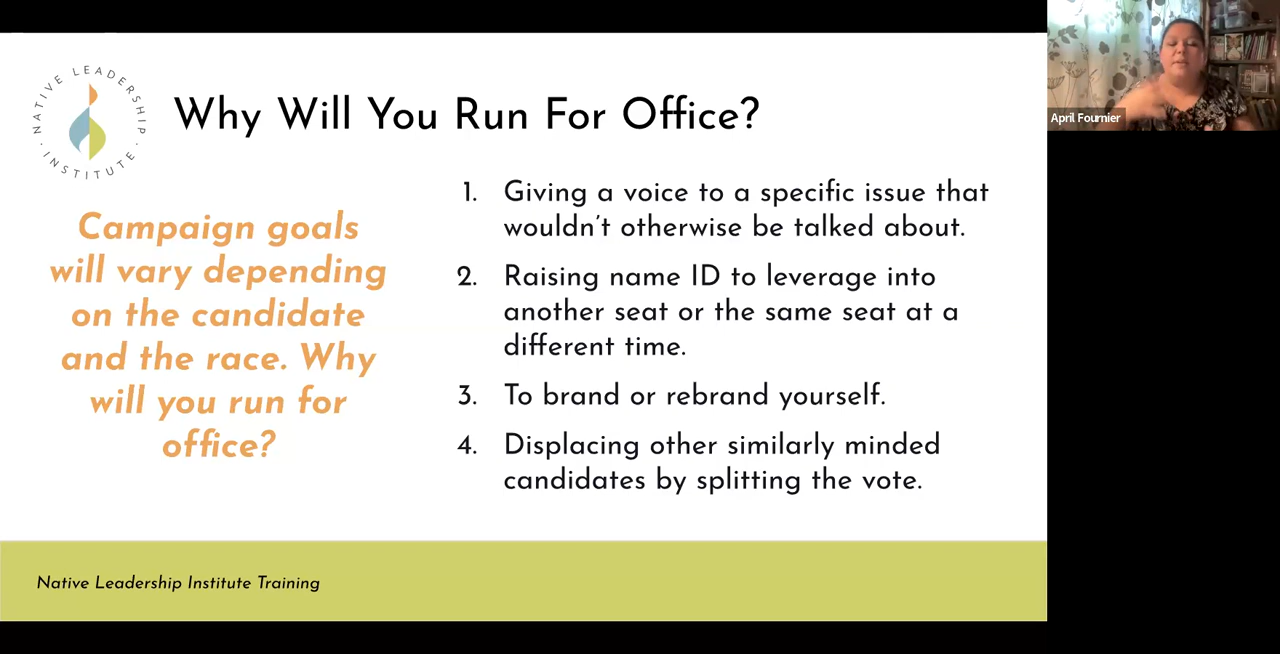 · NATIVE LEADERSHIP · INSTITUTE
Why Will You Run For Office?
Campaign goals
will vary depending
on the candidate
and the race. Why
will you run for
office?
1. Giving a voice to a specific issue that
wouldn't otherwise be talked about.
2. Raising name ID to leverage into
another seat or the same seat at a
different time.
3. To brand or rebrand yourself.
4. Displacing other similarly minded
candidates by splitting the vote.
Native Leadership Institute Training
April Fournier